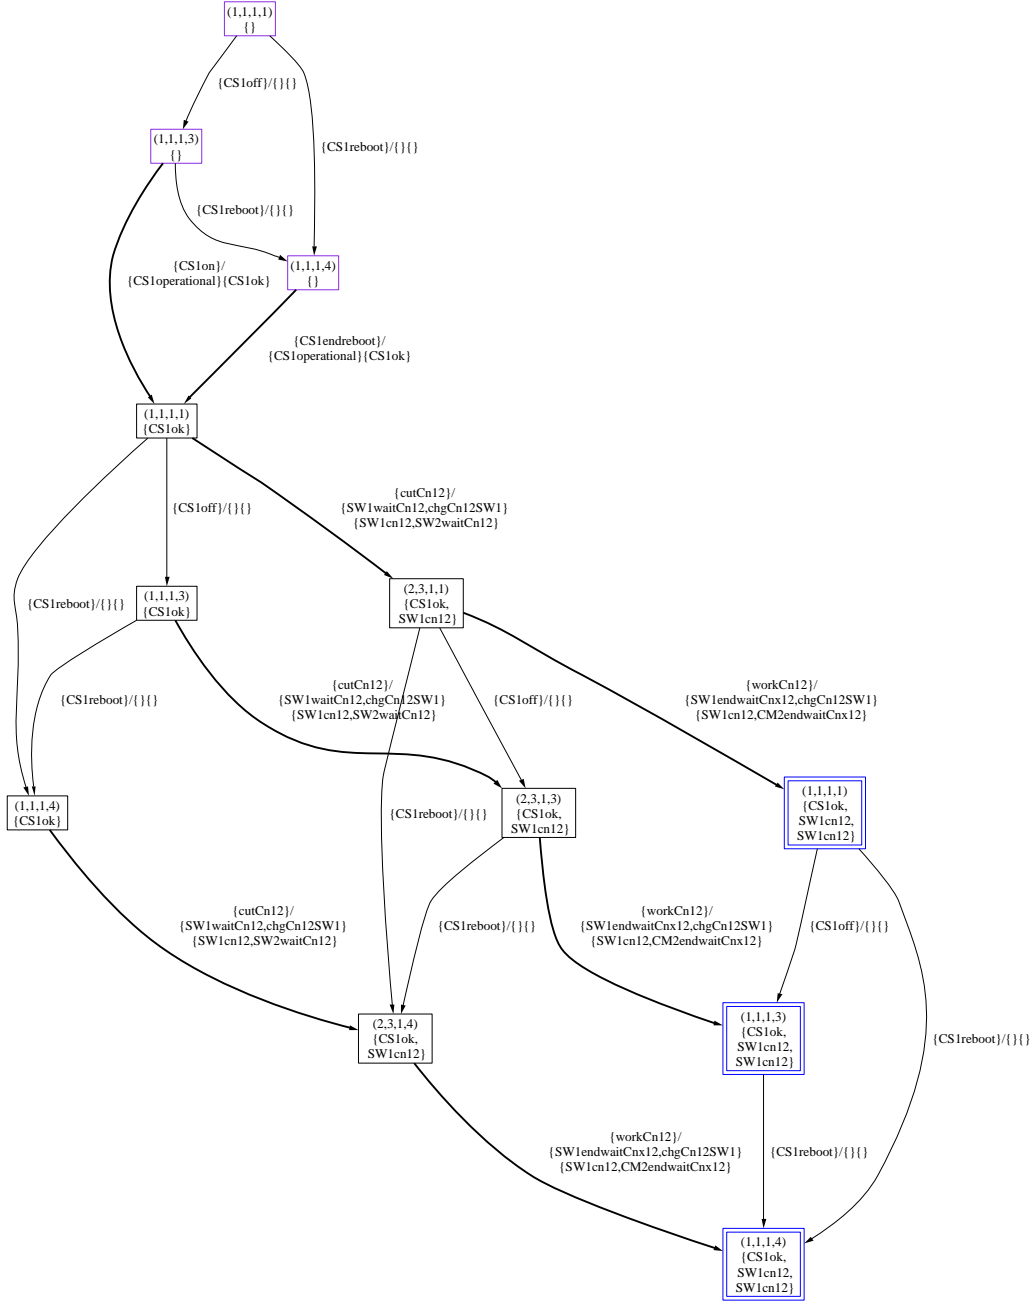 (1,1,1,1)
{}
{CS1off}/{}{}
(1,1,1,3)
{}
{CS1reboot}/{}{}
{CS1reboot}/{}{}
{CS1on}/
{CS1operational}{CS1ok}
(1,1,1,4)
{}
{CS1endreboot}/
{CS1operational}{CS1ok}
(1,1,1,1)
{CS1ok}
{CS1off}/{}{}
{cutCn12}/
{SW1waitCn12,chgCn12SW1}
{SW1cn12,SW2waitCn12}
{CS1reboot}/{}{}
(1,1,1,3)
{CS1ok}
(2,3,1,1)
{CS1ok,
SW1cn12}
{CS1reboot}/{}{}
{cutCn12}/
{SW1waitCn12,chgCn12SW1}
{SW1cn12,SW2waitCn12}
{CS1off}/{}{}
{workCn12}/
{SW1endwaitCnx12,chgCn12SW1}
{SW1cn12,CM2endwaitCnx12}
(1,1,1,4)
{CS1ok}
{CS1reboot}/{}{}
(2,3,1,3)
{CS1ok,
SW1cn12}
(1,1,1,1)
{CS1ok,
SW1cn12,
SW1cn12}
{cutCn12}/
{SW1waitCn12,chgCn12SW1}
{SW1cn12,SW2waitCn12}
{CS1reboot}/{}{}
{workCn12}/
{SW1endwaitCnx12,chgCn12SW1}
{SW1cn12,CM2endwaitCnx12}
{CS1off}/{}{}
(2,3,1,4)
{CS1ok,
SW1cn12}
(1,1,1,3)
{CS1ok,
SW1cn12,
SW1cn12}
{CS1reboot}/{}{}
{workCn12}/
{SW1endwaitCnx12,chgCn12SW1}
{SW1cn12,CM2endwaitCnx12}
{CS1reboot}/{}{}
(1,1,1,4)
{CS1ok,
SW1cn12,
SW1cn12}